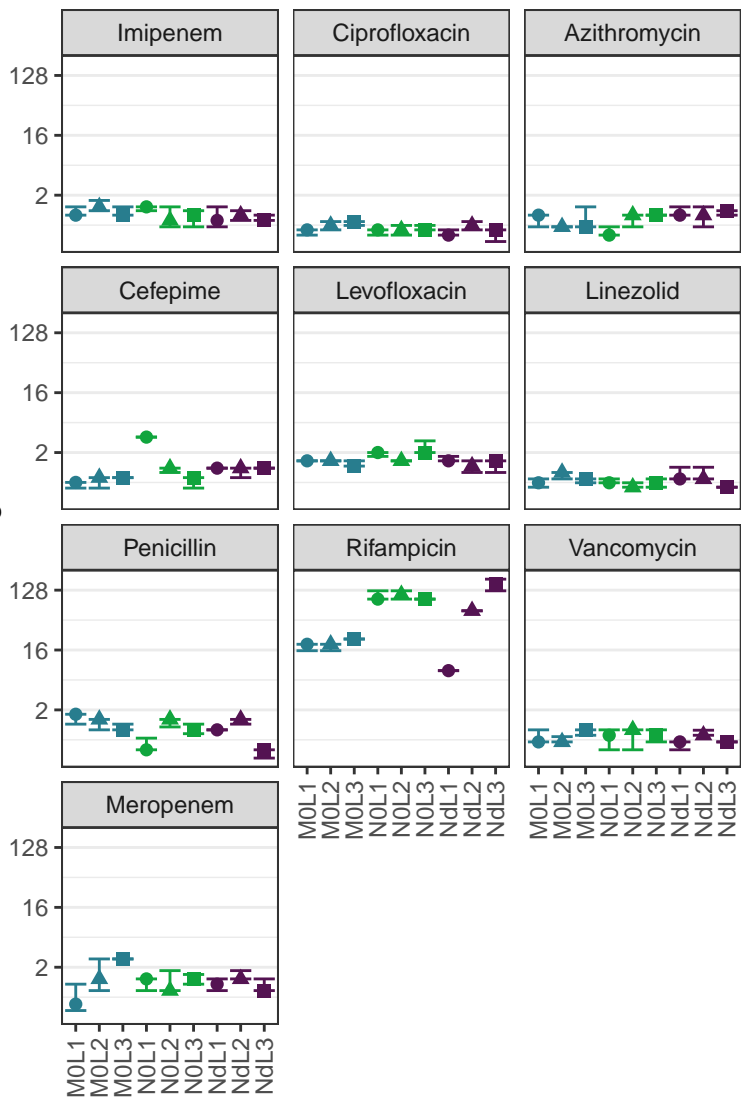 Imipenem Ciprofloxacin Azithromycin
128
16
2
Cefepime Levofloxacin Linezolid
128
16
2
Penicillin Rifampicin Vancomycin
128
16
2
Meropenem
M0L1 M0L2 M0L3 N0L1 N0L2 N0L3 NdL1 NdL2 NdL3 M0L1 M0L2 M0L3 N0L1 N0L2 N0L3 NdL1 NdL2 NdL3
128
16
2
M0L1 M0L2 M0L3 N0L1 N0L2 N0L3 NdL1 NdL2 NdL3